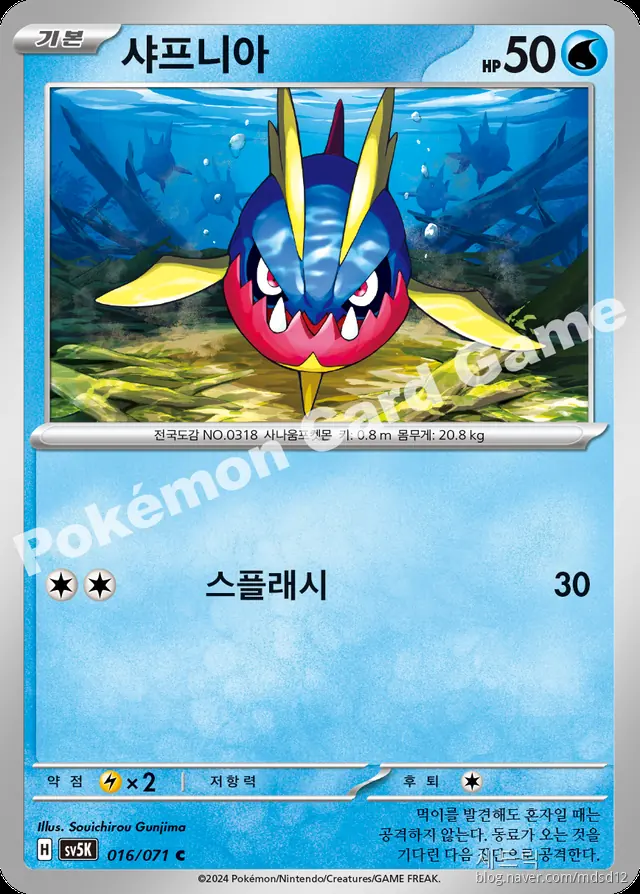 기본 샤프니아 HP 50
전국도감 NO.0318 사나움포켓몬 키: 0.8 m 몸무게: 20.8 kg
Pokémon Card Game
스플래시 30
약점 ×2 저항력 후퇴
Illus. Souichirou Gunjima
H SV5K 016/071 C
먹이를 발견해도 혼자일 때는
공격하지 않는다. 동료가 오는 것을
기다린 다음 집단으로 공격한다.
©2024 Pokémon/Nintendo/Creatures/GAME FREAK.
blog.naver.com/mdsd12